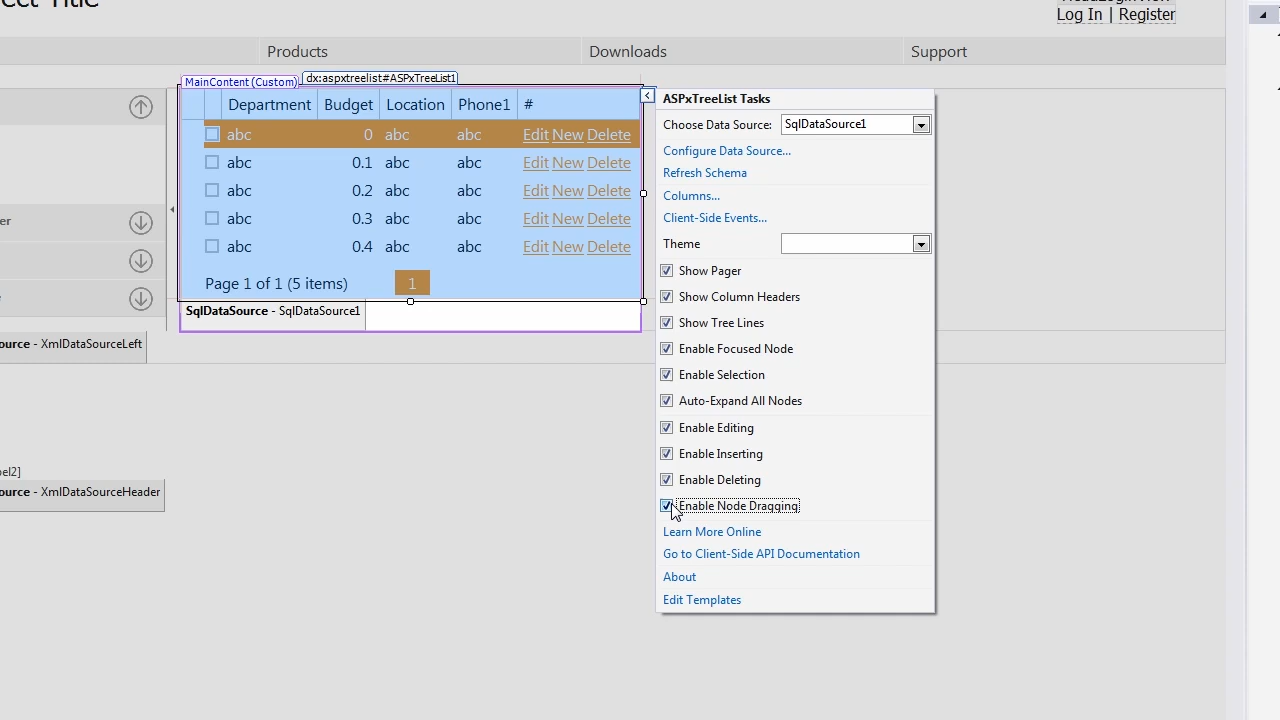 Log In | Register
Products Downloads Support
MainContent (Custom) dx:aspxtreelist#ASPxTreeList1
Department Budget Location Phone1 #
abc 0 abc abc Edit New Delete
abc 0.1 abc abc Edit New Delete
abc 0.2 abc abc Edit New Delete
abc 0.3 abc abc Edit New Delete
abc 0.4 abc abc Edit New Delete
Page 1 of 1 (5 items) 1
SqlDataSource - SqlDataSource1
ource - XmlDataSourceLeft
el2]
ource - XmlDataSourceHeader
ASPxTreeList Tasks
Choose Data Source: SqlDataSource1
Configure Data Source...
Refresh Schema
Columns...
Client-Side Events...
Theme
Show Pager
Show Column Headers
Show Tree Lines
Enable Focused Node
Enable Selection
Auto-Expand All Nodes
Enable Editing
Enable Inserting
Enable Deleting
Enable Node Dragging
Learn More Online
Go to Client-Side API Documentation
About
Edit Templates